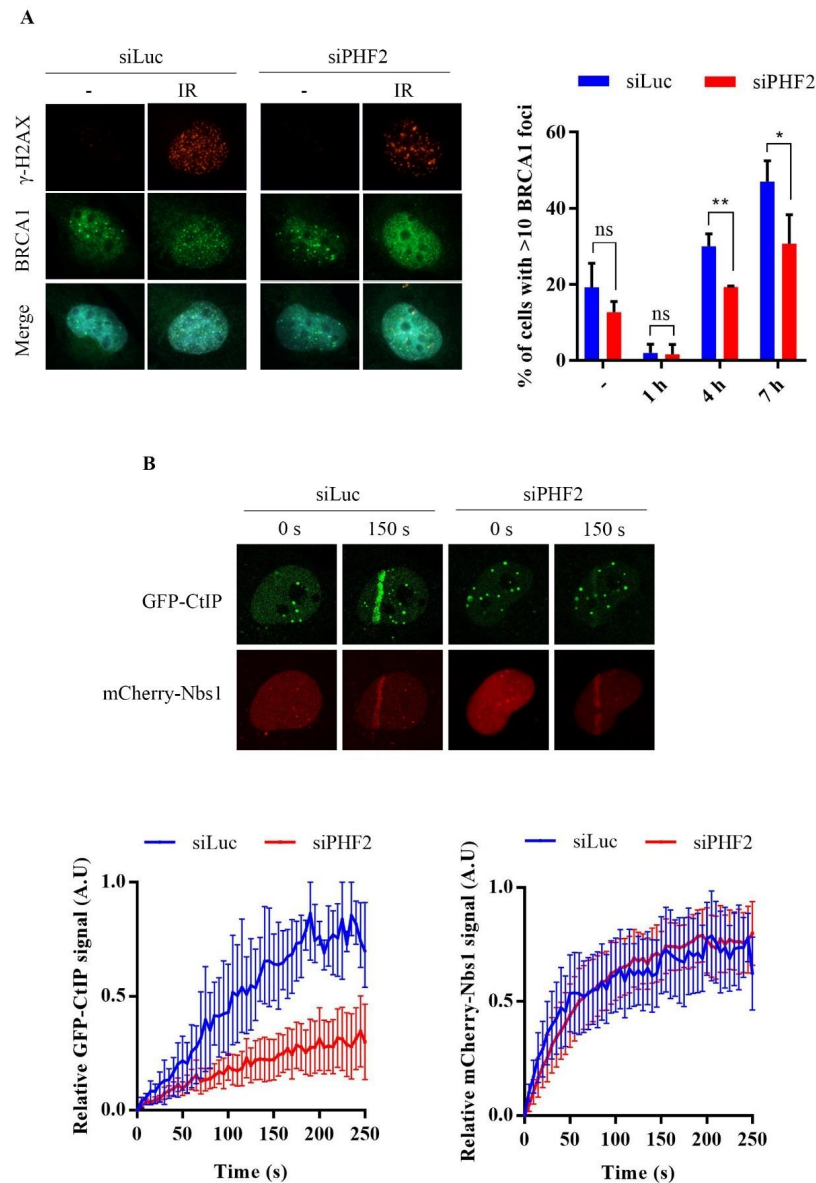 A
siLuc siPHF2
- IR - IR
γ-H2AX
BRCA1
Merge
siLuc siPHF2
% of cells with >10 BRCA1 foci
60
40
20
0
ns
ns
**
*
- 1 h 4 h 7 h
B
siLuc siPHF2
0 s 150 s 0 s 150 s
GFP-CtIP
mCherry-Nbs1
siLuc siPHF2
Relative GFP-CtIP signal (A.U)
1.0
0.5
0.0
0 50 100 150 200 250
Time (s)
siLuc siPHF2
Relative mCherry-Nbs1 signal (A.U)
1.0
0.5
0.0
0 50 100 150 200 250
Time (s)